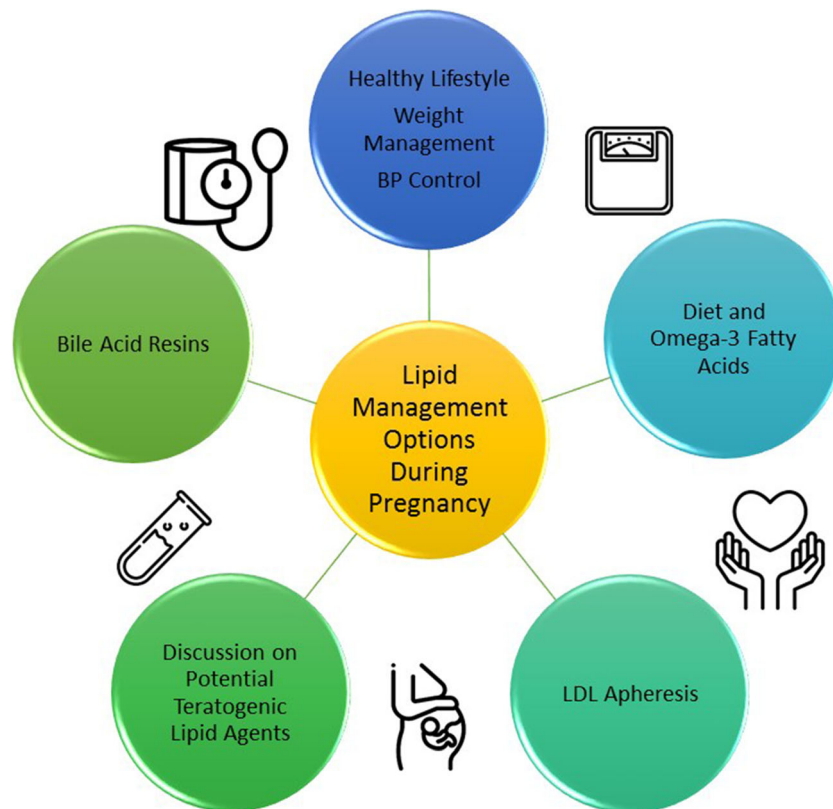 Healthy Lifestyle
Weight
Management
BP Control
Diet and
Omega-3 Fatty
Acids
LDL Apheresis
Discussion on
Potential
Teratogenic
Lipid Agents
Bile Acid Resins
Lipid
Management
Options
During
Pregnancy